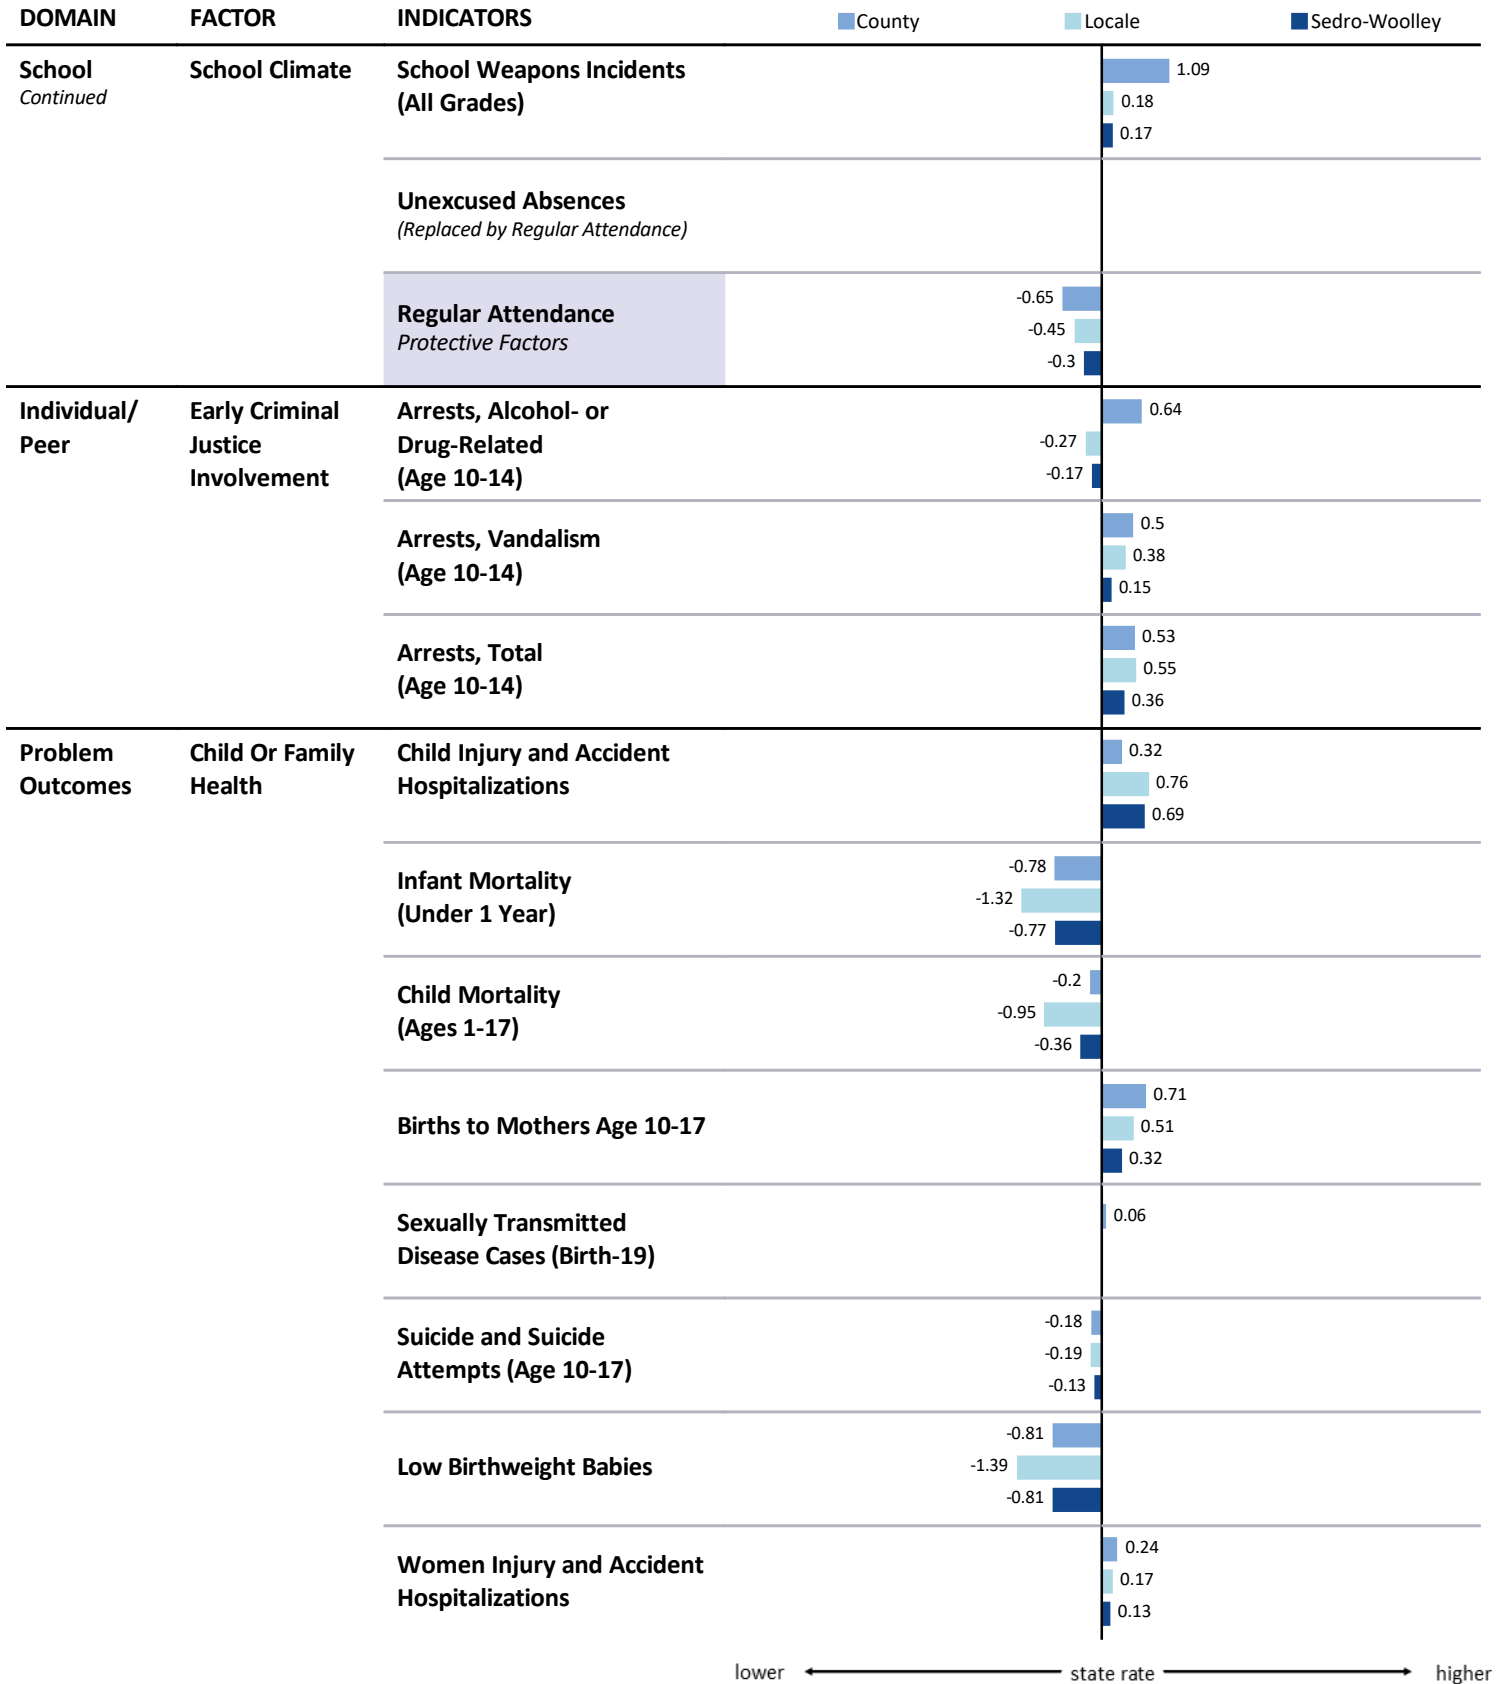 DOMAIN FACTOR INDICATORS County Locale Sedro-Woolley
School School Climate School Weapons Incidents
Continued
(All Grades)
1.09
0.18
0.17
Unexcused Absences
(Replaced by Regular Attendance)
Regular Attendance
Protective Factors
-0.65
-0.45
-0.3
Individual/ Early Criminal Arrests, Alcohol- or
Peer Justice Drug-Related
Involvement (Age 10-14)
0.64
-0.27
-0.17
Arrests, Vandalism
(Age 10-14)
0.5
0.38
0.15
Arrests, Total
(Age 10-14)
0.53
0.55
0.36
Problem Child Or Family Child Injury and Accident
Outcomes Health Hospitalizations
0.32
0.76
0.69
Infant Mortality
(Under 1 Year)
-0.78
-1.32
-0.77
Child Mortality
(Ages 1-17)
-0.2
-0.95
-0.36
Births to Mothers Age 10-17
0.71
0.51
0.32
Sexually Transmitted
Disease Cases (Birth-19)
0.06
Suicide and Suicide
Attempts (Age 10-17)
-0.18
-0.19
-0.13
Low Birthweight Babies
-0.81
-1.39
-0.81
Women Injury and Accident
Hospitalizations
0.24
0.17
0.13
lower state rate higher